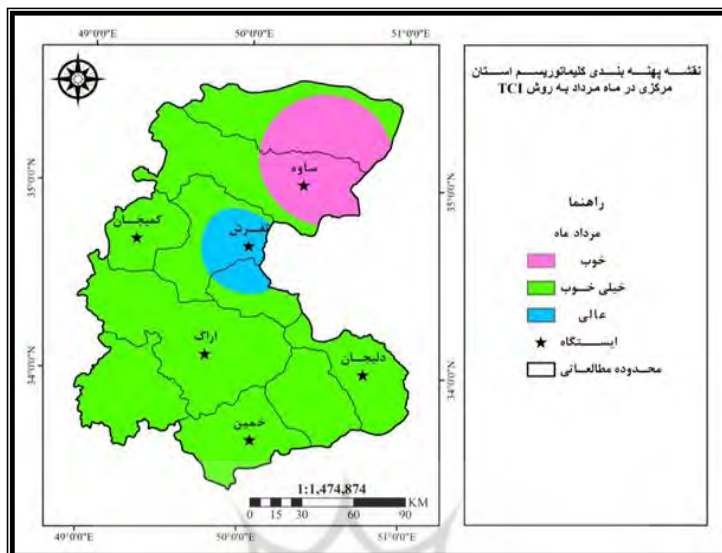 نقشه پهنه بندی کلیماتوریسم استان
مرکزی در ماه مرداد به روش TCI
راهنما
مرداد ماه
خوب
خیلی خوب
عالی
ایستگاه
محدوده مطالعاتی
49°0'0"E
50°0'0"E
51°0'0"E
35°0'0"N
35°0'0"N
34°0'0"N
34°0'0"N
ساوه
تفرش
کمیجان
اراک
دلیجان
خمین
1:1,474,874
0 15 30 60 90 KM
49°0'0"E
50°0'0"E
51°0'0"E